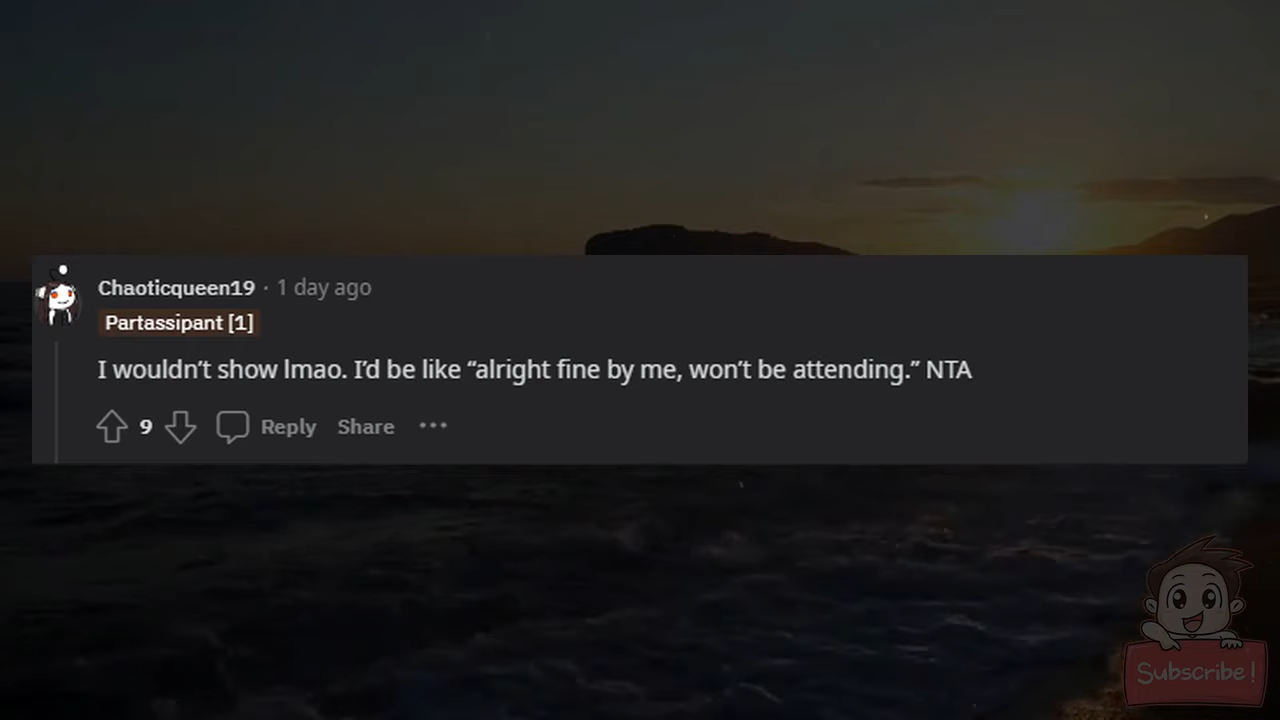 Chaoticqueen19 · 1 day ago
Partassipant [1]
I wouldn’t show lmao. I’d be like “alright fine by me, won’t be attending.” NTA
9 Reply Share ···
Subscribe!